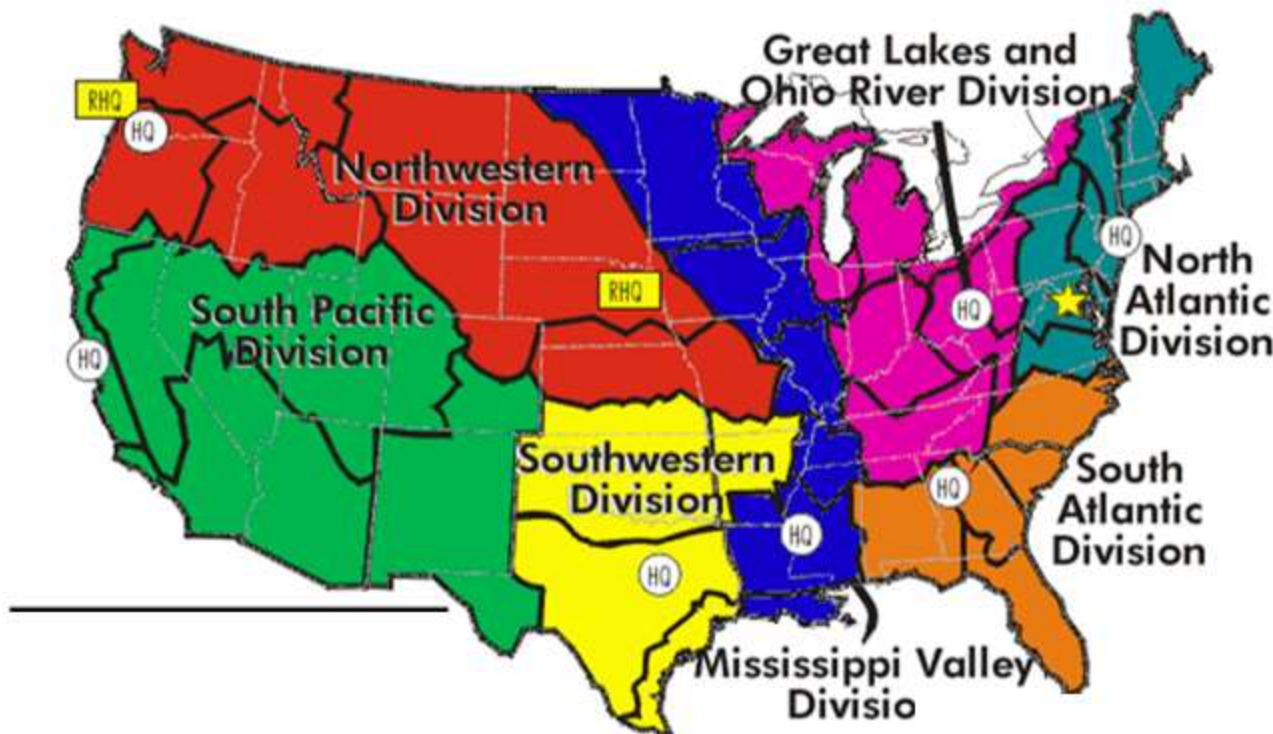 Great Lakes and
Ohio River Division
RHQ
HQ
Northwestern
Division
RHQ
HQ
North
Atlantic
Division
South Pacific
Division
HQ
HQ
Southwestern
Division
HQ
South
Atlantic
Division
HQ
HQ
Mississippi Valley
Divisio